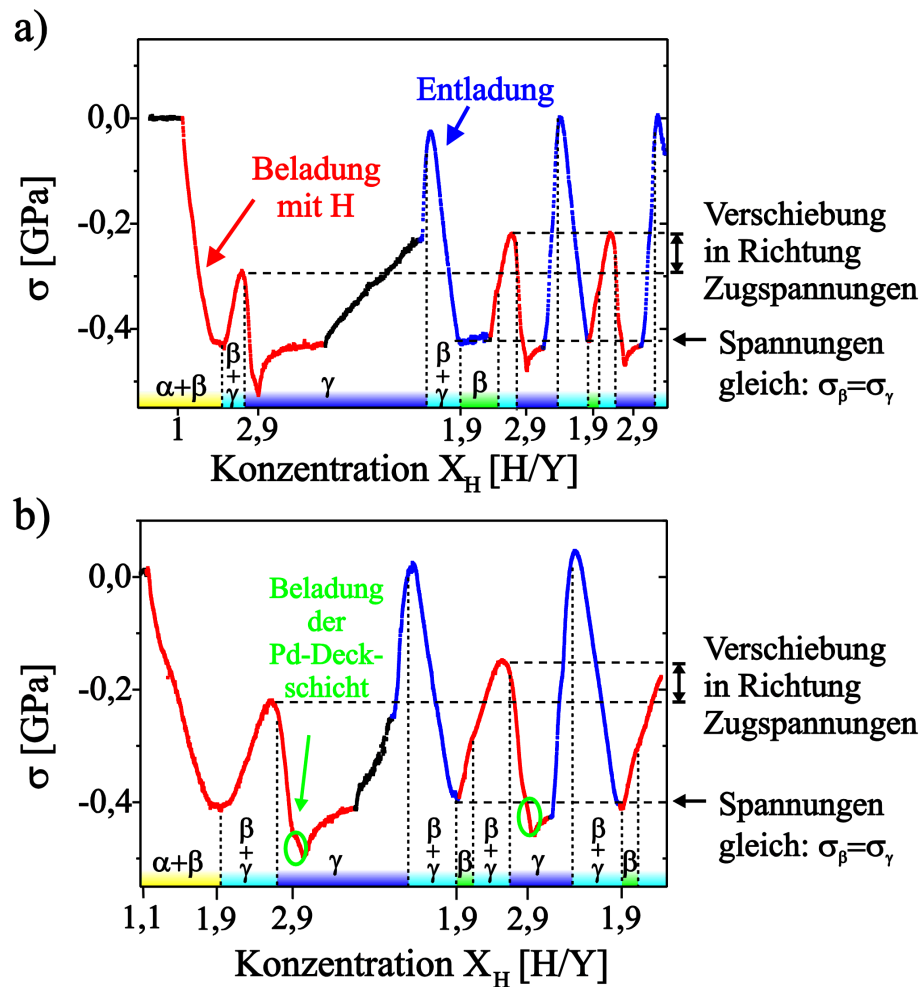 a)
0,0
-0,2
-0,4
σ [GPa]
Beladung
mit H
Entladung
Verschiebung
in Richtung
Zugspannungen
Spannungen
gleich: σβ=σγ
α+β
β
+
γ
γ
β
+
γ
β
1
2,9
1,9
2,9
1,9
2,9
Konzentration XH [H/Y]
b)
0,0
-0,2
-0,4
σ [GPa]
Beladung
der
Pd-Deck-
schicht
Verschiebung
in Richtung
Zugspannungen
Spannungen
gleich: σβ=σγ
α+β
β
+
γ
γ
β
+
γ
β
β
+
γ
γ
β
+
γ
β
1,1
1,9
2,9
1,9
2,9
1,9
Konzentration XH [H/Y]